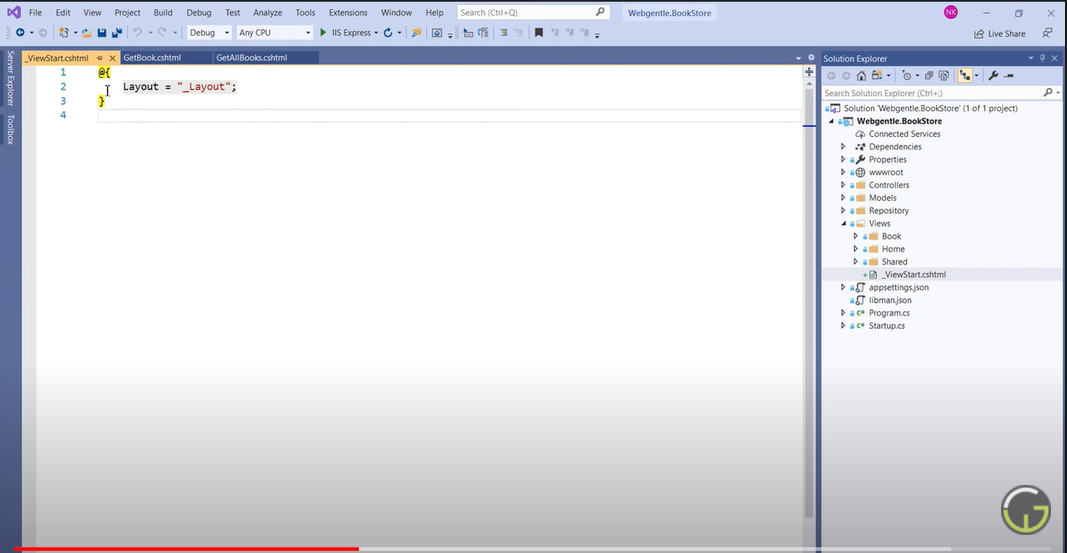 File Edit View Project Build Debug Test Analyze Tools Extensions Window Help Search (Ctrl+Q) Webgentle.BookStore NK
Debug Any CPU IIS Express Live Share
_ViewStart.cshtml GetBook.cshtml GetAllBooks.cshtml
Server Explorer
Toolbox
1 @{
2 Layout = "_Layout";
3 }
4
Solution Explorer
Search Solution Explorer (Ctrl+;)
Solution 'Webgentle.BookStore' (1 of 1 project)
Webgentle.BookStore
Connected Services
Dependencies
Properties
wwwroot
Controllers
Models
Repository
Views
Book
Home
Shared
_ViewStart.cshtml
appsettings.json
libman.json
C# Program.cs
C# Startup.cs